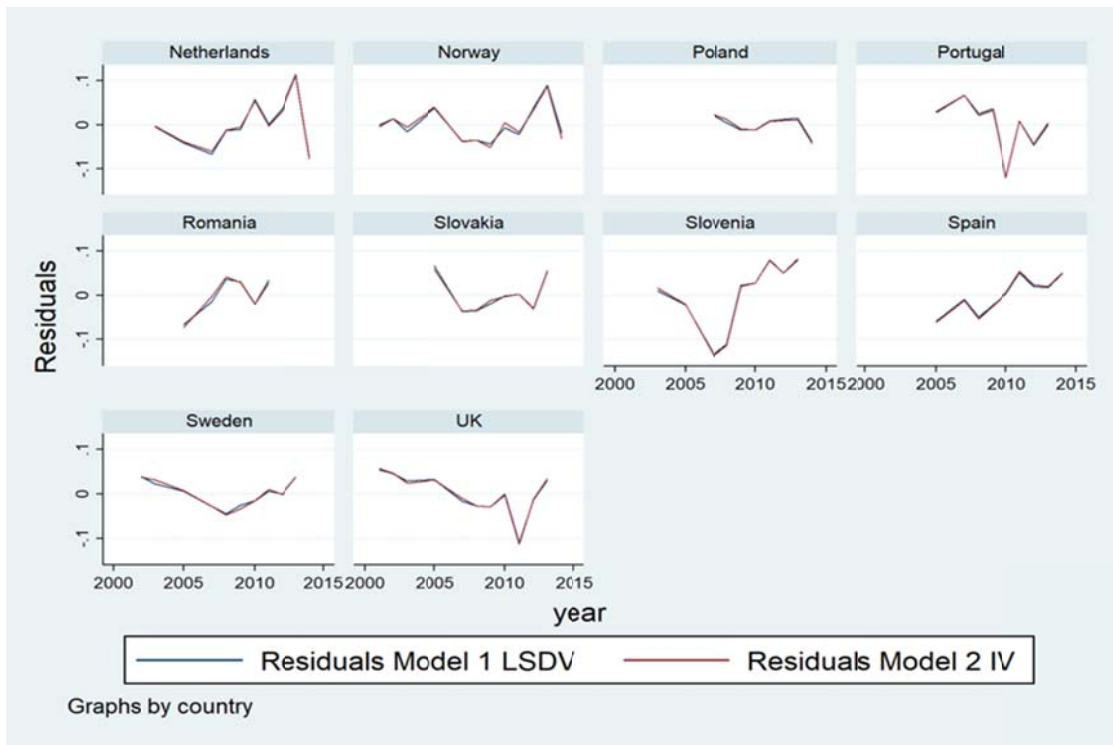 Netherlands
Norway
Poland
Portugal
.1
0
-.1
Romania
Slovakia
Slovenia
Spain
.1
0
-.1
2000 2005 2010 2015
2000 2005 2010 2015
Sweden
UK
.1
0
-.1
2000 2005 2010 2015
2000 2005 2010 2015
Residuals
year
Residuals Model 1 LSDV
Residuals Model 2 IV
Graphs by country